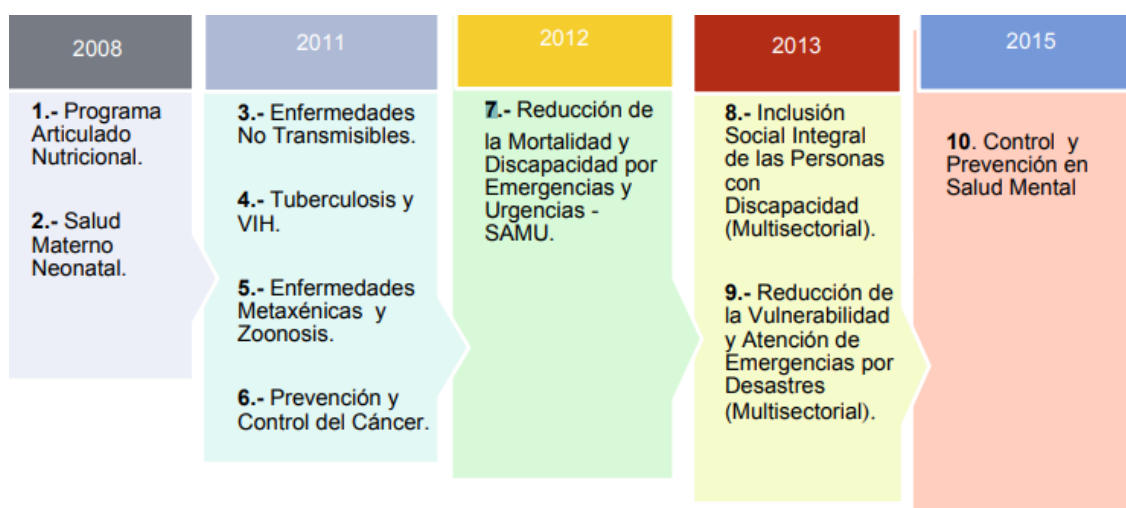 2008
1.- Programa
Articulado
Nutricional.
2.- Salud
Materno
Neonatal.
2011
3.- Enfermedades
No Transmisibles.
4.- Tuberculosis y
VIH.
5.- Enfermedades
Metaxénicas y
Zoonosis.
6.- Prevención y
Control del Cáncer.
2012
7.- Reducción de
la Mortalidad y
Discapacidad por
Emergencias y
Urgencias -
SAMU.
2013
8.- Inclusión
Social Integral
de las Personas
con
Discapacidad
(Multisectorial).
9.- Reducción de
la Vulnerabilidad
y Atención de
Emergencias por
Desastres
(Multisectorial).
2015
10. Control y
Prevención en
Salud Mental